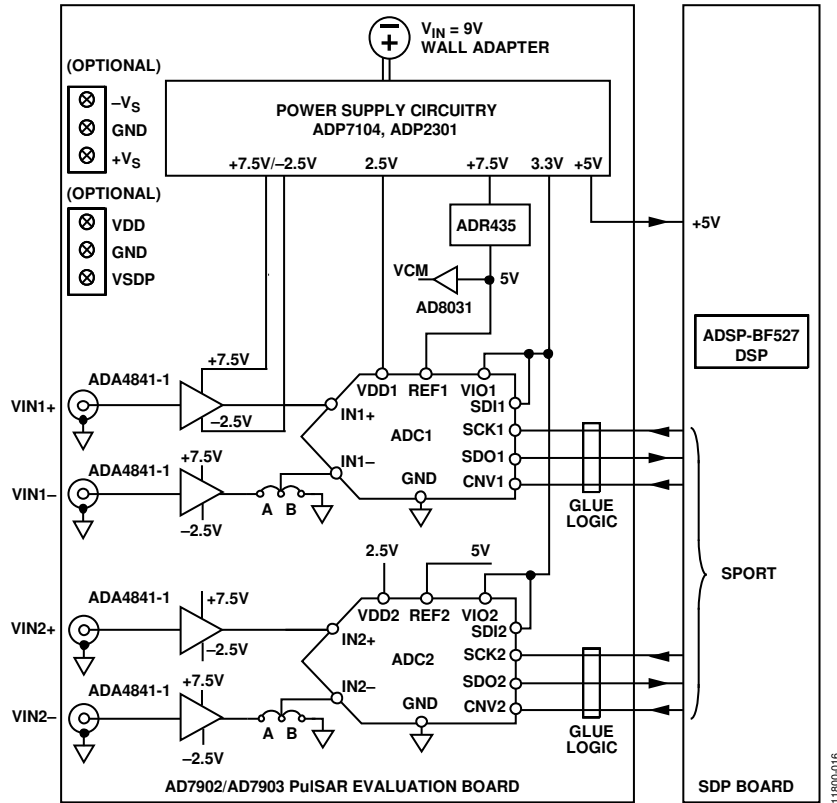 VIN = 9V
WALL ADAPTER
(OPTIONAL)
–VS
GND
+VS
POWER SUPPLY CIRCUITRY
ADP7104, ADP2301
+7.5V/–2.5V 2.5V +7.5V 3.3V +5V
(OPTIONAL)
VDD
GND
VSDP
ADR435
+5V
VCM
5V
AD8031
ADSP-BF527
DSP
+7.5V
ADA4841-1
VDD1 REF1 VIO1
SDI1
VIN1+
IN1+
–2.5V
ADC1
SCK1
ADA4841-1
+7.5V
IN1–
SDO1
VIN1–
GND
CNV1
A B
–2.5V
GLUE
LOGIC
2.5V 5V
SPORT
ADA4841-1
+7.5V
VDD2 REF2 VIO2
SDI2
VIN2+
IN2+
–2.5V
ADC2
SCK2
ADA4841-1
+7.5V
IN2–
SDO2
VIN2–
GND
CNV2
A B
–2.5V
GLUE
LOGIC
AD7902/AD7903 PulSAR EVALUATION BOARD
SDP BOARD
11800-016